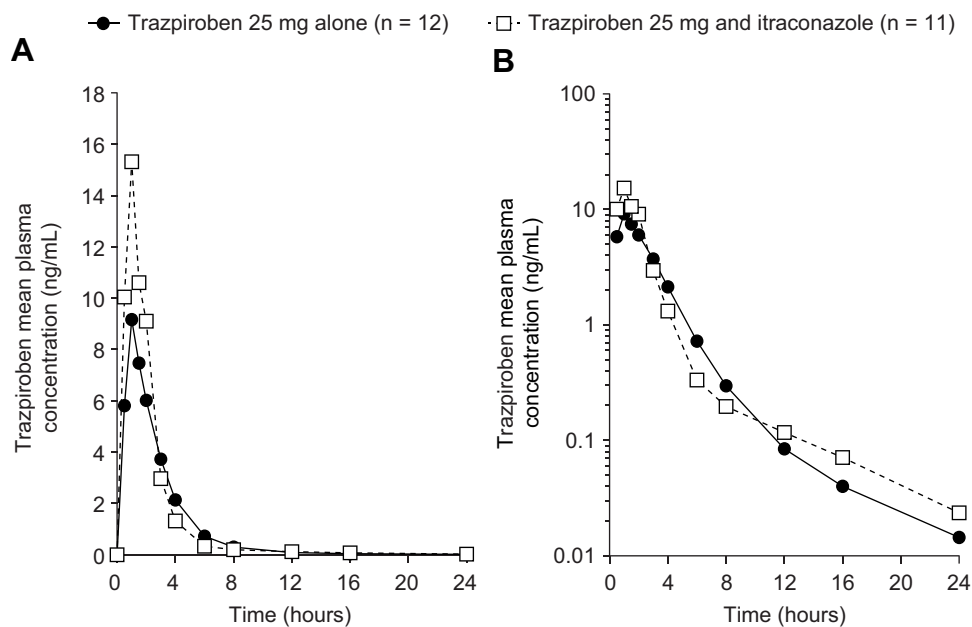 Trazpiroben 25 mg alone (n = 12) Trazpiroben 25 mg and itraconazole (n = 11)
A
Trazpiroben mean plasma
concentration (ng/mL)
18
16
14
12
10
8
6
4
2
0
0 4 8 12 16 20 24
Time (hours)
B
Trazpiroben mean plasma
concentration (ng/mL)
100
10
1
0.1
0.01
0 4 8 12 16 20 24
Time (hours)